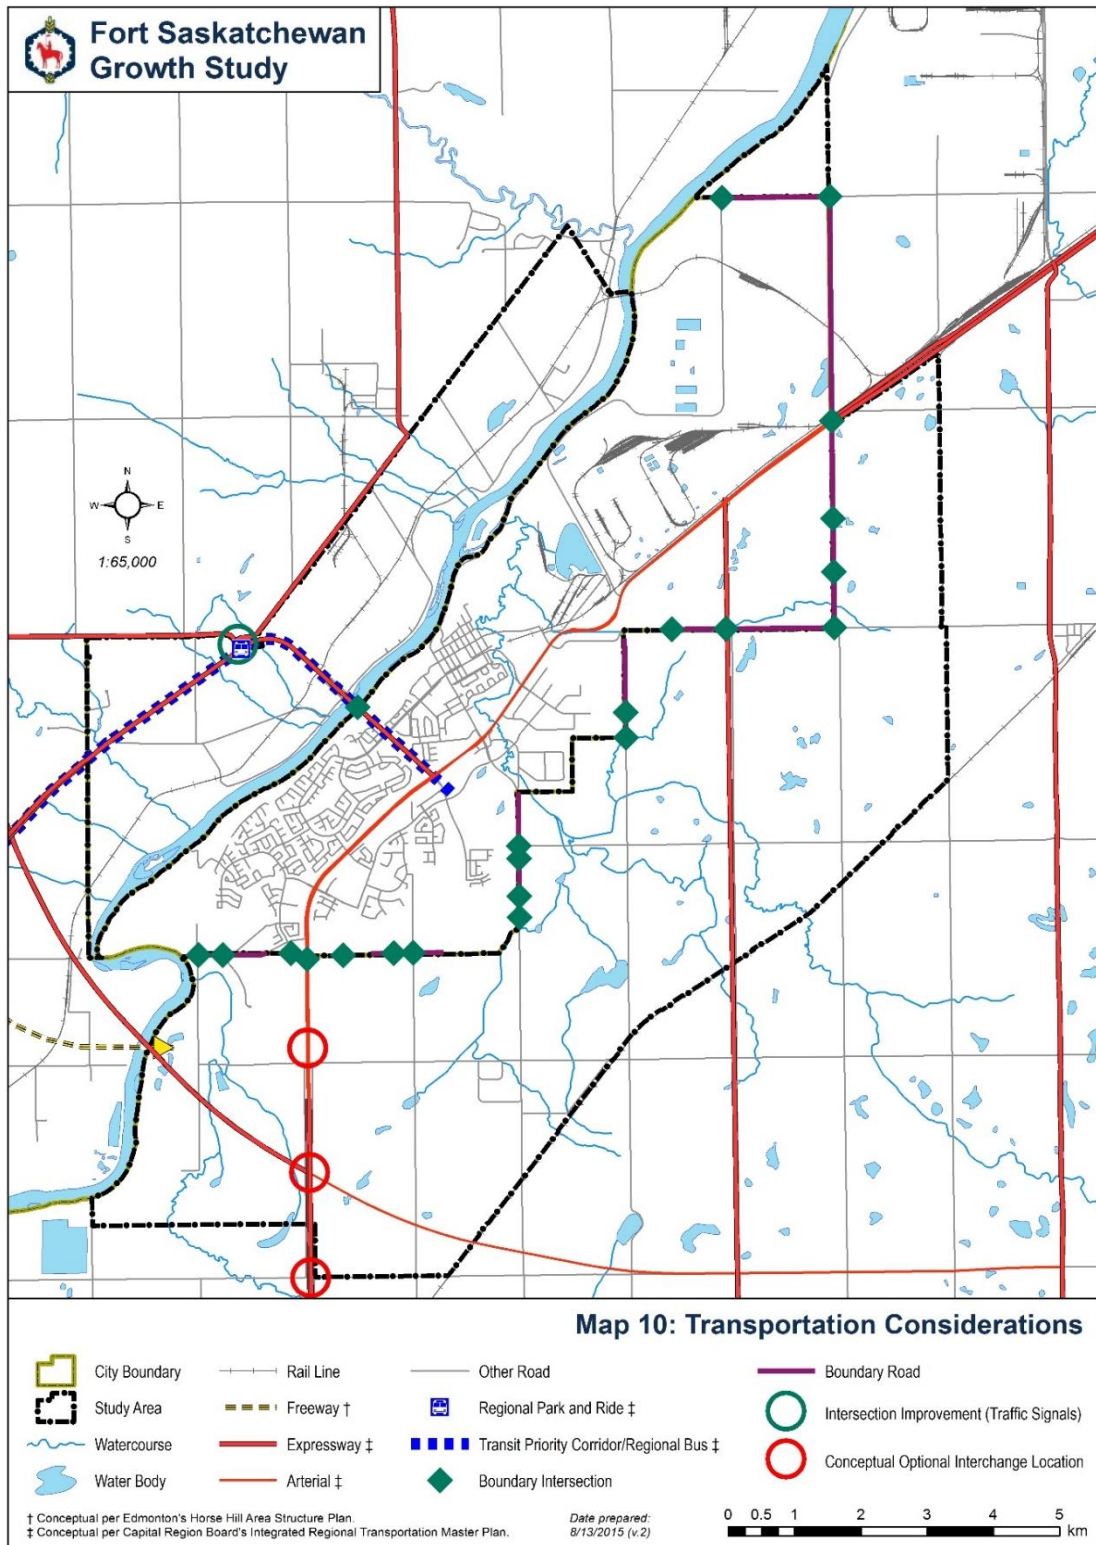 Fort Saskatchewan
Growth Study
N
W E
S
1:65,000
Map 10: Transportation Considerations
City Boundary
Study Area
Watercourse
Water Body
Rail Line
Freeway †
Expressway ‡
Arterial ‡
Other Road
Regional Park and Ride ‡
Transit Priority Corridor/Regional Bus ‡
Boundary Intersection
Boundary Road
Intersection Improvement (Traffic Signals)
Conceptual Optional Interchange Location
† Conceptual per Edmonton's Horse Hill Area Structure Plan.
‡ Conceptual per Capital Region Board's Integrated Regional Transportation Master Plan.
Date prepared:
8/13/2015 (v.2)
0 0.5 1 2 3 4 5
km